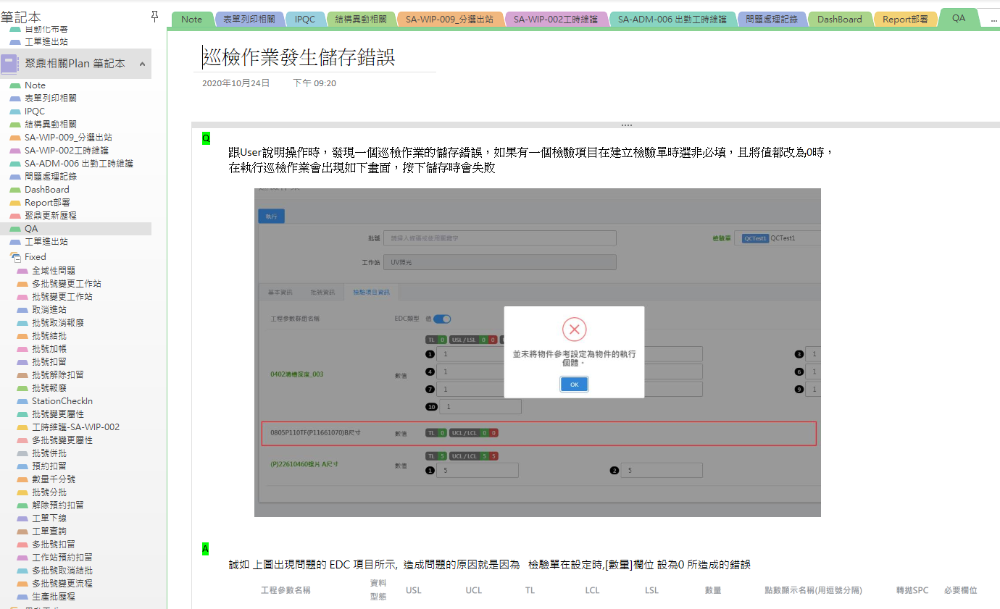 筆記本
自動化布署
工單進出站
聚鼎相關Plan 筆記本
Note
表單列印相關
IPQC
結構異動相關
SA-WIP-009_分選出站
SA-WIP-002工時維護
SA-ADM-006 出勤工時維護
問題處理記錄
DashBoard
Report部署
聚鼎更新歷程
QA
工單進出站
Fixed
全域性問題
多批號變更工作站
批號變更工作站
取消進站
批號取消報廢
批號結批
批號加帳
批號扣留
批號解除扣留
批號報廢
StationCheckIn
批號變更屬性
工時維護-SA-WIP-002
多批號變更屬性
批號併批
預約扣留
數量千分號
批號分批
解除預約扣留
工單下線
工單查詢
多批號扣留
工作站預約扣留
多批號取消結批
多批號變更流程
生產批歷程
Note 表單列印相關 IPQC 結構異動相關 SA-WIP-009_分選出站 SA-WIP-002工時維護 SA-ADM-006 出勤工時維護 問題處理記錄 DashBoard Report部署 QA ...
巡檢作業發生儲存錯誤
2020年10月24日 下午 09:20
Q
跟User說明操作時，發現一個巡檢作業的儲存錯誤，如果有一個檢驗項目在建立檢驗單時選非必填，且將值都改為0時，
在執行巡檢作業會出現如下畫面，按下儲存時會失敗
執行
批號 請掃入條碼或使用關鍵字 檢驗單 QCTest1 QCTest1
工作站 UV曝光
基本資訊 批號資訊 檢驗項目資訊
工程參數群組名稱 EDC類型 值
TL 0 USL / LSL 0 0
1 1 3 1
0402溝槽深度_003 數值 4 1 6 1
7 1 9 1
10 1
並未將物件參考設定為物件的執行
個體。
OK
0805P110TF(P11661070)B尺寸 數值 TL 0 UCL / LCL 0 0
TL 5 UCL / LCL 5 5
(P)22610460整片 A尺寸 數值 1 5 2 5
A
誠如 上圖出現問題的 EDC 項目所示, 造成問題的原因就是因為 檢驗單在設定時,[數量]欄位 設為0 所造成的錯誤
工程參數名稱 資料型態 USL UCL TL LCL LSL 數量 點數顯示名稱(用逗號分隔) 轉拋SPC 必要欄位